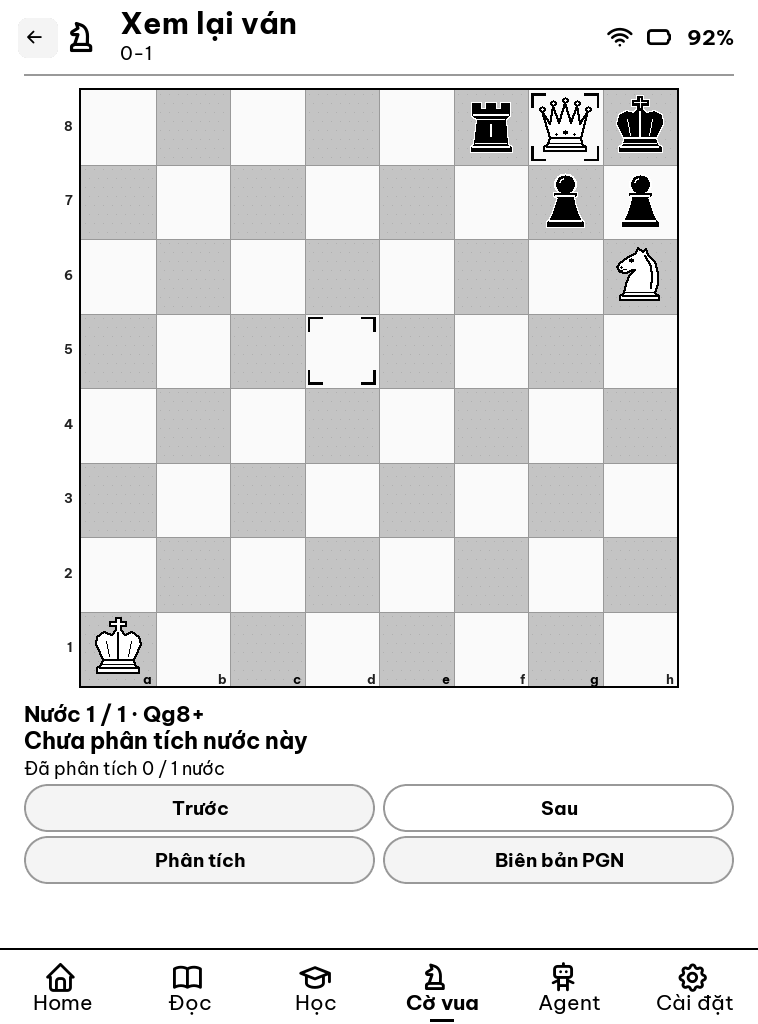 Xem lại ván
0–1
92%
8
7
6
5
4
3
2
1
a b c d e f g h
Nước 1 / 1 · Qg8+
Chưa phân tích nước này
Đã phân tích 0 / 1 nước
Trước Sau
Phân tích Biên bản PGN
Home Đọc Học Cờ vua Agent Cài đặt